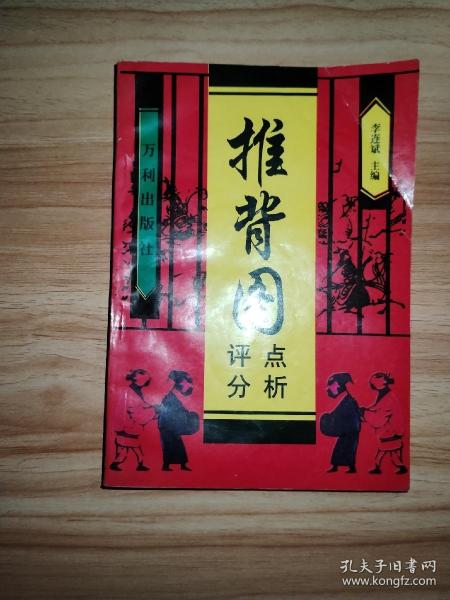 推背图
评点
分析
李连斌 主编
万利出版社
孔夫子旧书网
www.kongfz.com